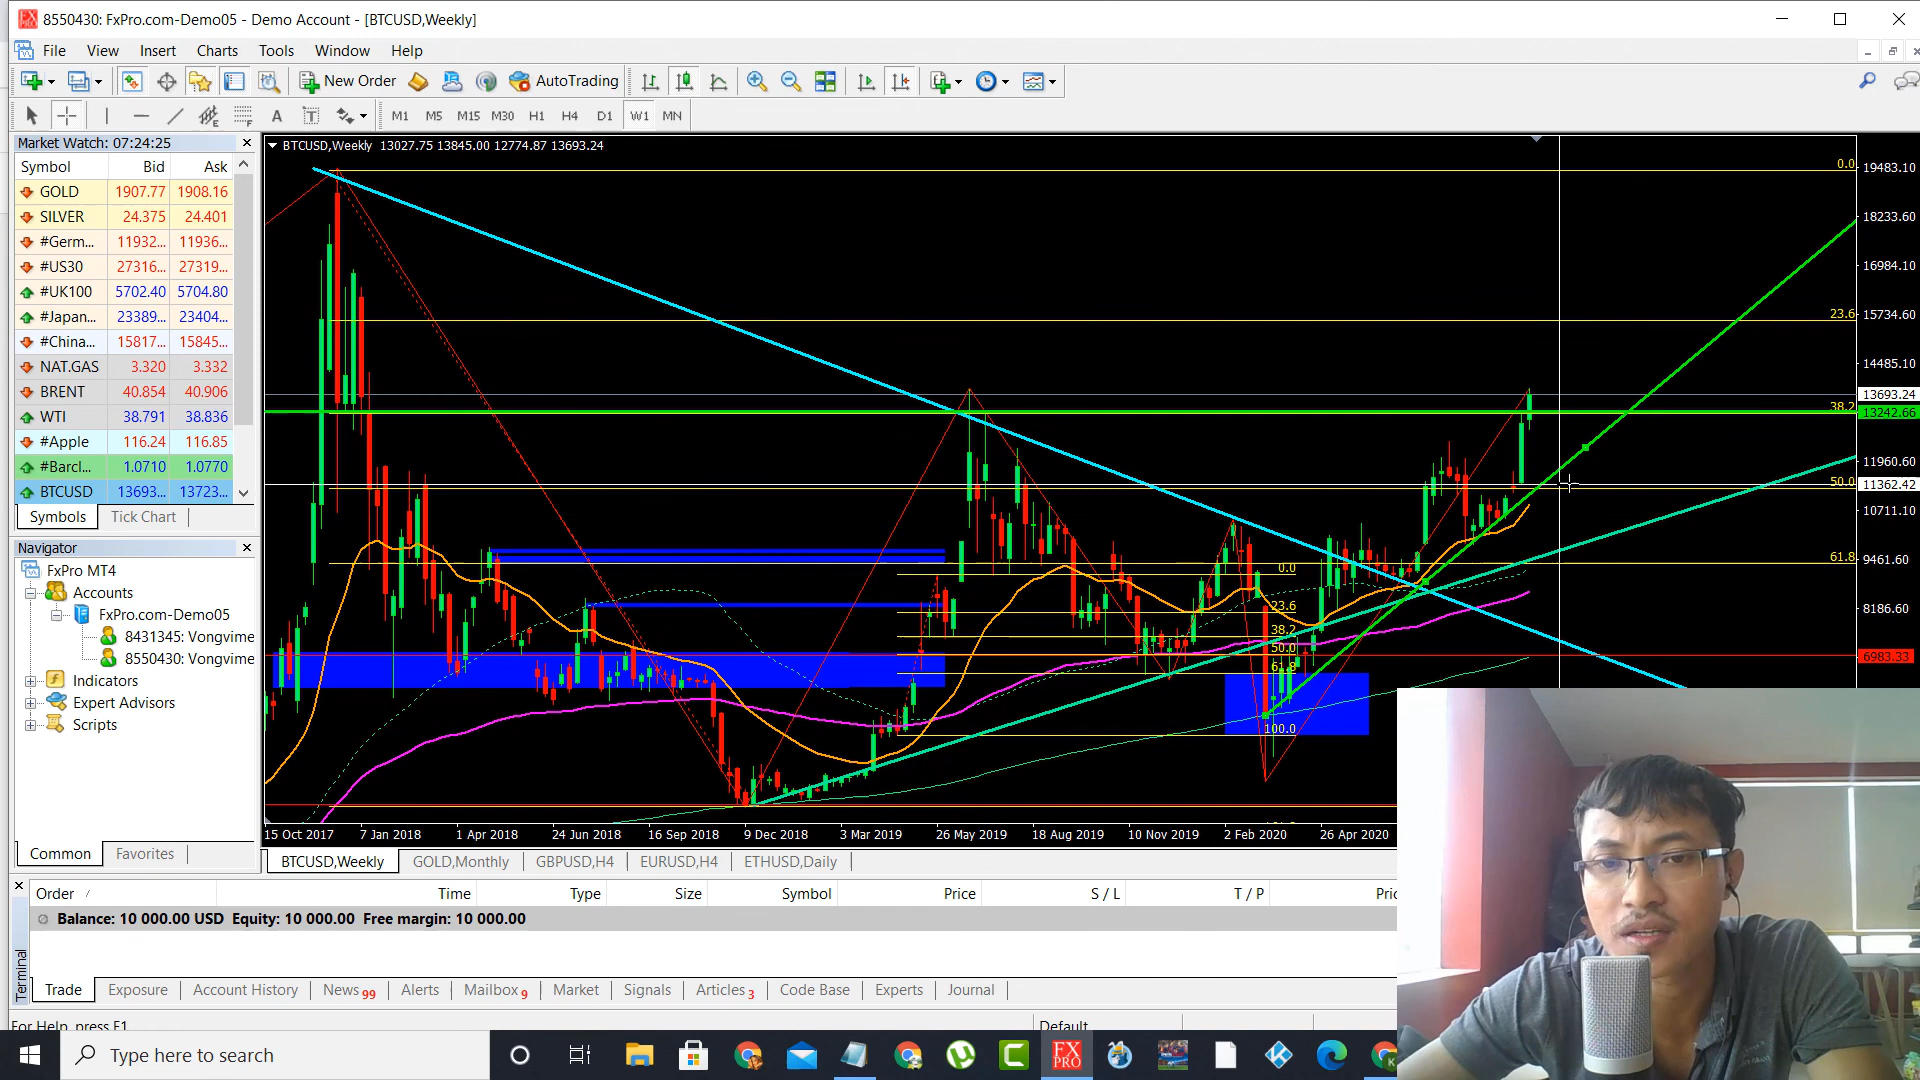 8550430: FxPro.com-Demo05 - Demo Account - [BTCUSD,Weekly]
File View Insert Charts Tools Window Help
New Order AutoTrading
A T M1 M5 M15 M30 H1 H4 D1 W1 MN
Market Watch: 07:24:25
Symbol Bid Ask
GOLD 1907.77 1908.16
SILVER 24.375 24.401
#Germ... 11932... 11936...
#US30 27316... 27319...
#UK100 5702.40 5704.80
#Japan... 23389... 23404...
#China... 15817... 15845...
NAT.GAS 3.320 3.332
BRENT 40.854 40.906
WTI 38.791 38.836
#Apple 116.24 116.85
#Barcl... 1.0710 1.0770
BTCUSD 13693... 13723...
Symbols Tick Chart
Navigator
FxPro MT4
Accounts
FxPro.com-Demo05
8431345: Vongvime
8550430: Vongvime
Indicators
Expert Advisors
Scripts
Common Favorites
BTCUSD,Weekly 13027.75 13845.00 12774.87 13693.24
0.0
23.6
38.2
50.0
61.8
0.0
23.6
38.2
50.0
61.8
100.0
19483.10
18233.60
16984.10
15734.60
14485.10
13693.24
13242.66
11960.60
11362.42
10711.10
9461.60
8186.60
6983.33
15 Oct 2017 7 Jan 2018 1 Apr 2018 24 Jun 2018 16 Sep 2018 9 Dec 2018 3 Mar 2019 26 May 2019 18 Aug 2019 10 Nov 2019 2 Feb 2020 26 Apr 2020
BTCUSD,Weekly GOLD,Monthly GBPUSD,H4 EURUSD,H4 ETHUSD,Daily
Order Time Type Size Symbol Price S / L T / P
Balance: 10 000.00 USD Equity: 10 000.00 Free margin: 10 000.00
Terminal
Trade Exposure Account History News 99 Alerts Mailbox 9 Market Signals Articles 3 Code Base Experts Journal
For Help, press F1 Default
Type here to search
FX PRO